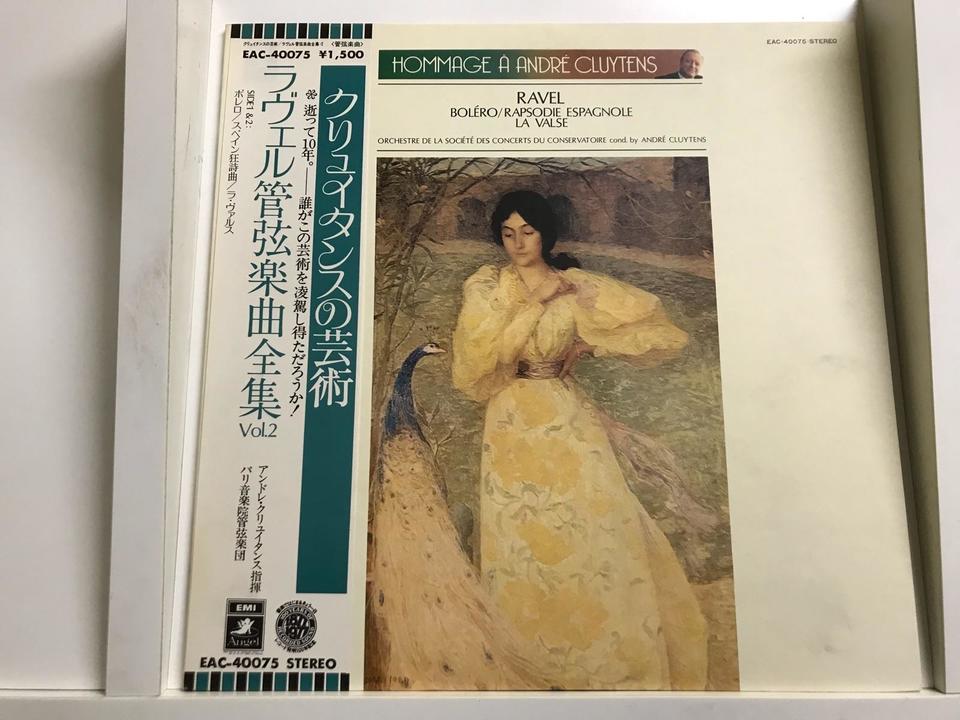 クリュイタンスの芸術/ラヴェル管弦楽曲全集-2 〈管弦楽曲〉
EAC-40075 ¥1,500
クリュイタンスの芸術
逝って10年。——誰がこの芸術を凌駕し得ただろうか!
ラヴェル管弦楽曲全集 Vol.2
SIDE 1 & 2:
ボレロ/スペイン狂詩曲/ラ・ヴァルス
アンドレ・クリュイタンス 指揮
パリ音楽院管弦楽団
EMI
Angel
1877
1977
EAC-40075 STEREO
EAC-40075・STEREO
HOMMAGE À ANDRÉ CLUYTENS
RAVEL
BOLÉRO/RAPSODIE ESPAGNOLE
LA VALSE
ORCHESTRE DE LA SOCIÉTÉ DES CONCERTS DU CONSERVATOIRE cond. by ANDRÉ CLUYTENS